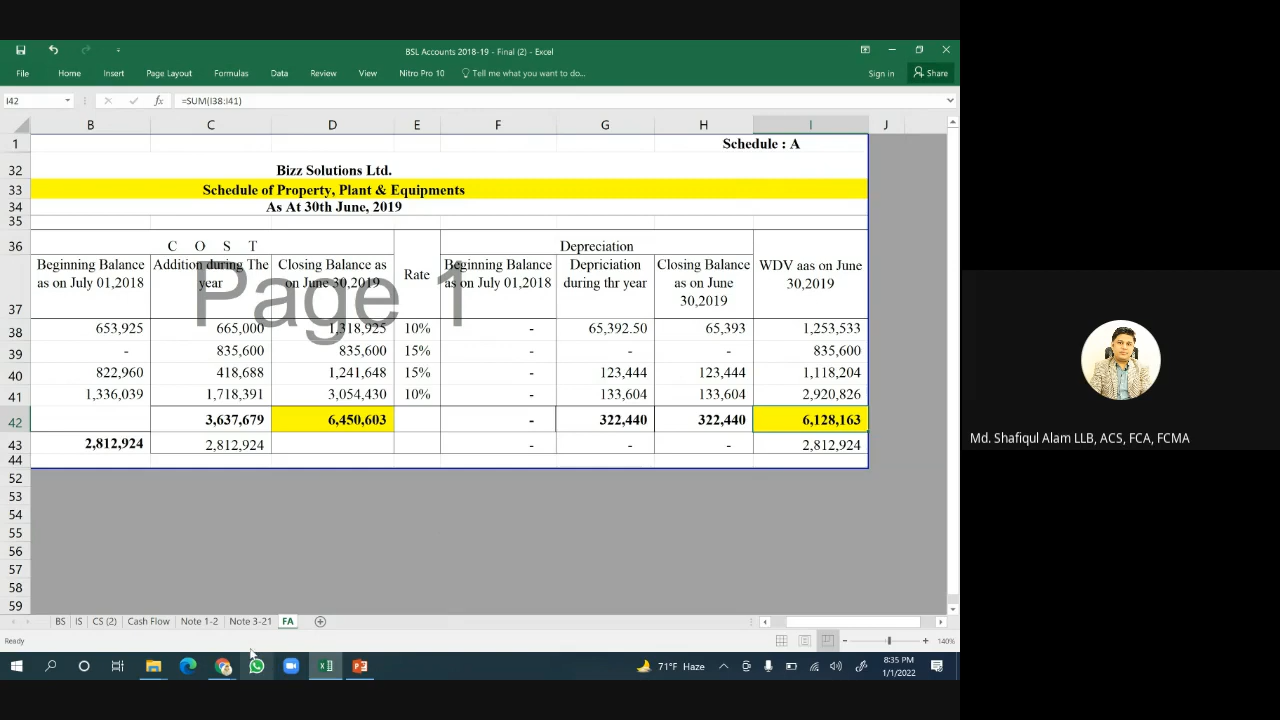 BSL Accounts 2018-19 - Final (2) - Excel
File Home Insert Page Layout Formulas Data Review View Nitro Pro 10 Tell me what you want to do... Sign in Share
I42 fx =SUM(I38:I41)
B C D E F G H I J
1 Schedule : A
32 Bizz Solutions Ltd.
33 Schedule of Property, Plant & Equipments
34 As At 30th June, 2019
35
36 C O S T Depreciation
37 Beginning Balance as on July 01,2018 Addition during The year Closing Balance as on June 30,2019 Rate Beginning Balance as on July 01,2018 Depriciation during thr year Closing Balance as on June 30,2019 WDV aas on June 30,2019
Page 1
38 653,925 665,000 1,318,925 10% - 65,392.50 65,393 1,253,533
39 - 835,600 835,600 15% - - - 835,600
40 822,960 418,688 1,241,648 15% - 123,444 123,444 1,118,204
41 1,336,039 1,718,391 3,054,430 10% - 133,604 133,604 2,920,826
42 3,637,679 6,450,603 - 322,440 322,440 6,128,163
43 2,812,924 2,812,924 - - - 2,812,924
44
52
53
54
55
56
57
58
59
BS IS CS (2) Cash Flow Note 1-2 Note 3-21 FA
Ready 140%
71°F Haze 8:35 PM
1/1/2022
Md. Shafiqul Alam LLB, ACS, FCA, FCMA